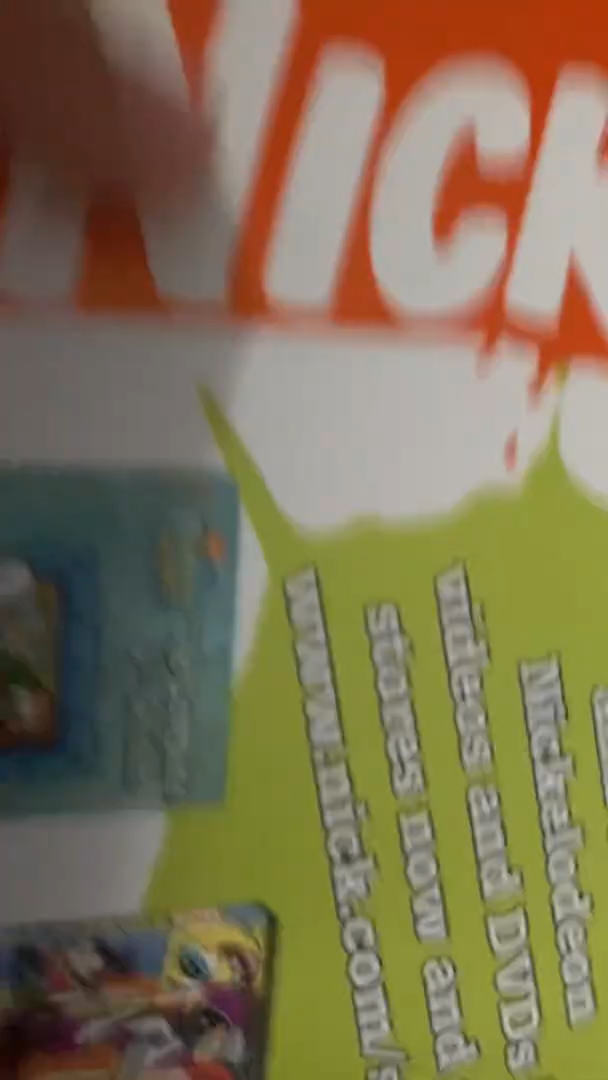 NICK
Nickelodeon
videos and DVDs
stores now and
www.nick.com/